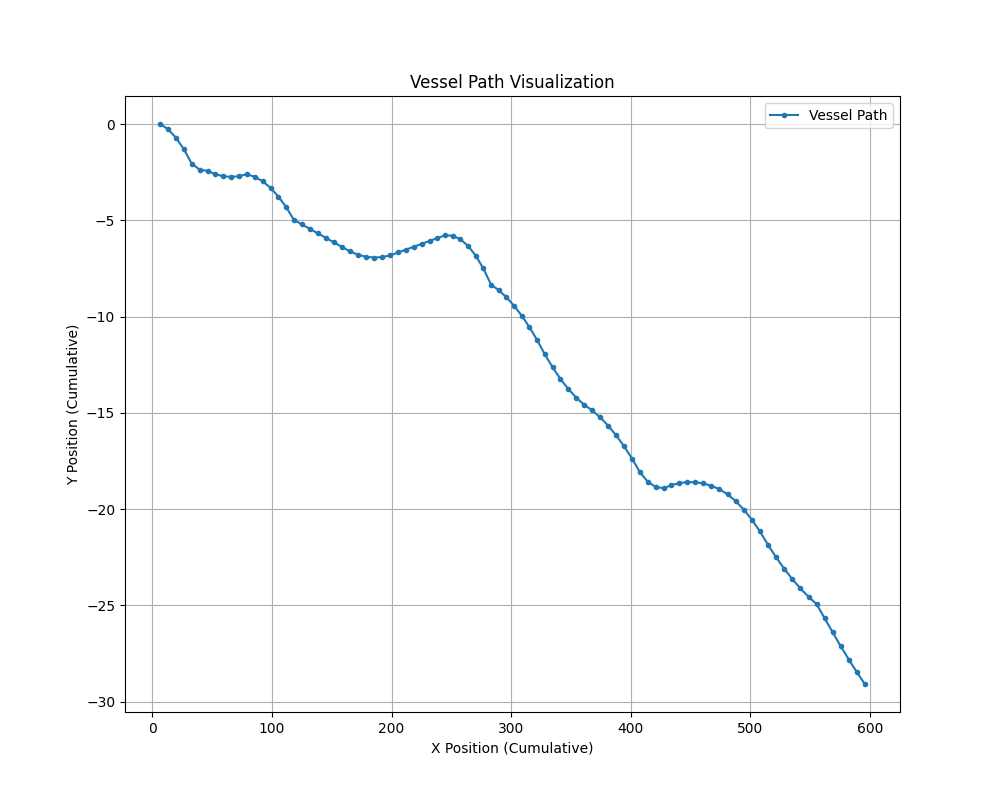 Vessel Path Visualization
Vessel Path
0
−5
−10
−15
−20
−25
−30
Y Position (Cumulative)
0 100 200 300 400 500 600
X Position (Cumulative)